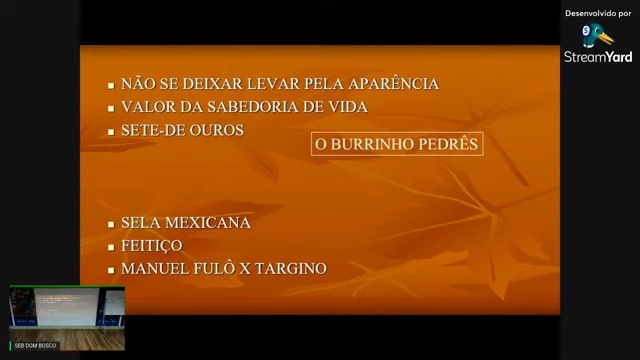 Desenvolvido por
StreamYard
NÃO SE DEIXAR LEVAR PELA APARÊNCIA
VALOR DA SABEDORIA DE VIDA
SETE-DE OUROS
O BURRINHO PEDRÊS
SELA MEXICANA
FEITIÇO
MANUEL FULÔ X TARGINO
SEB DOM BOSCO